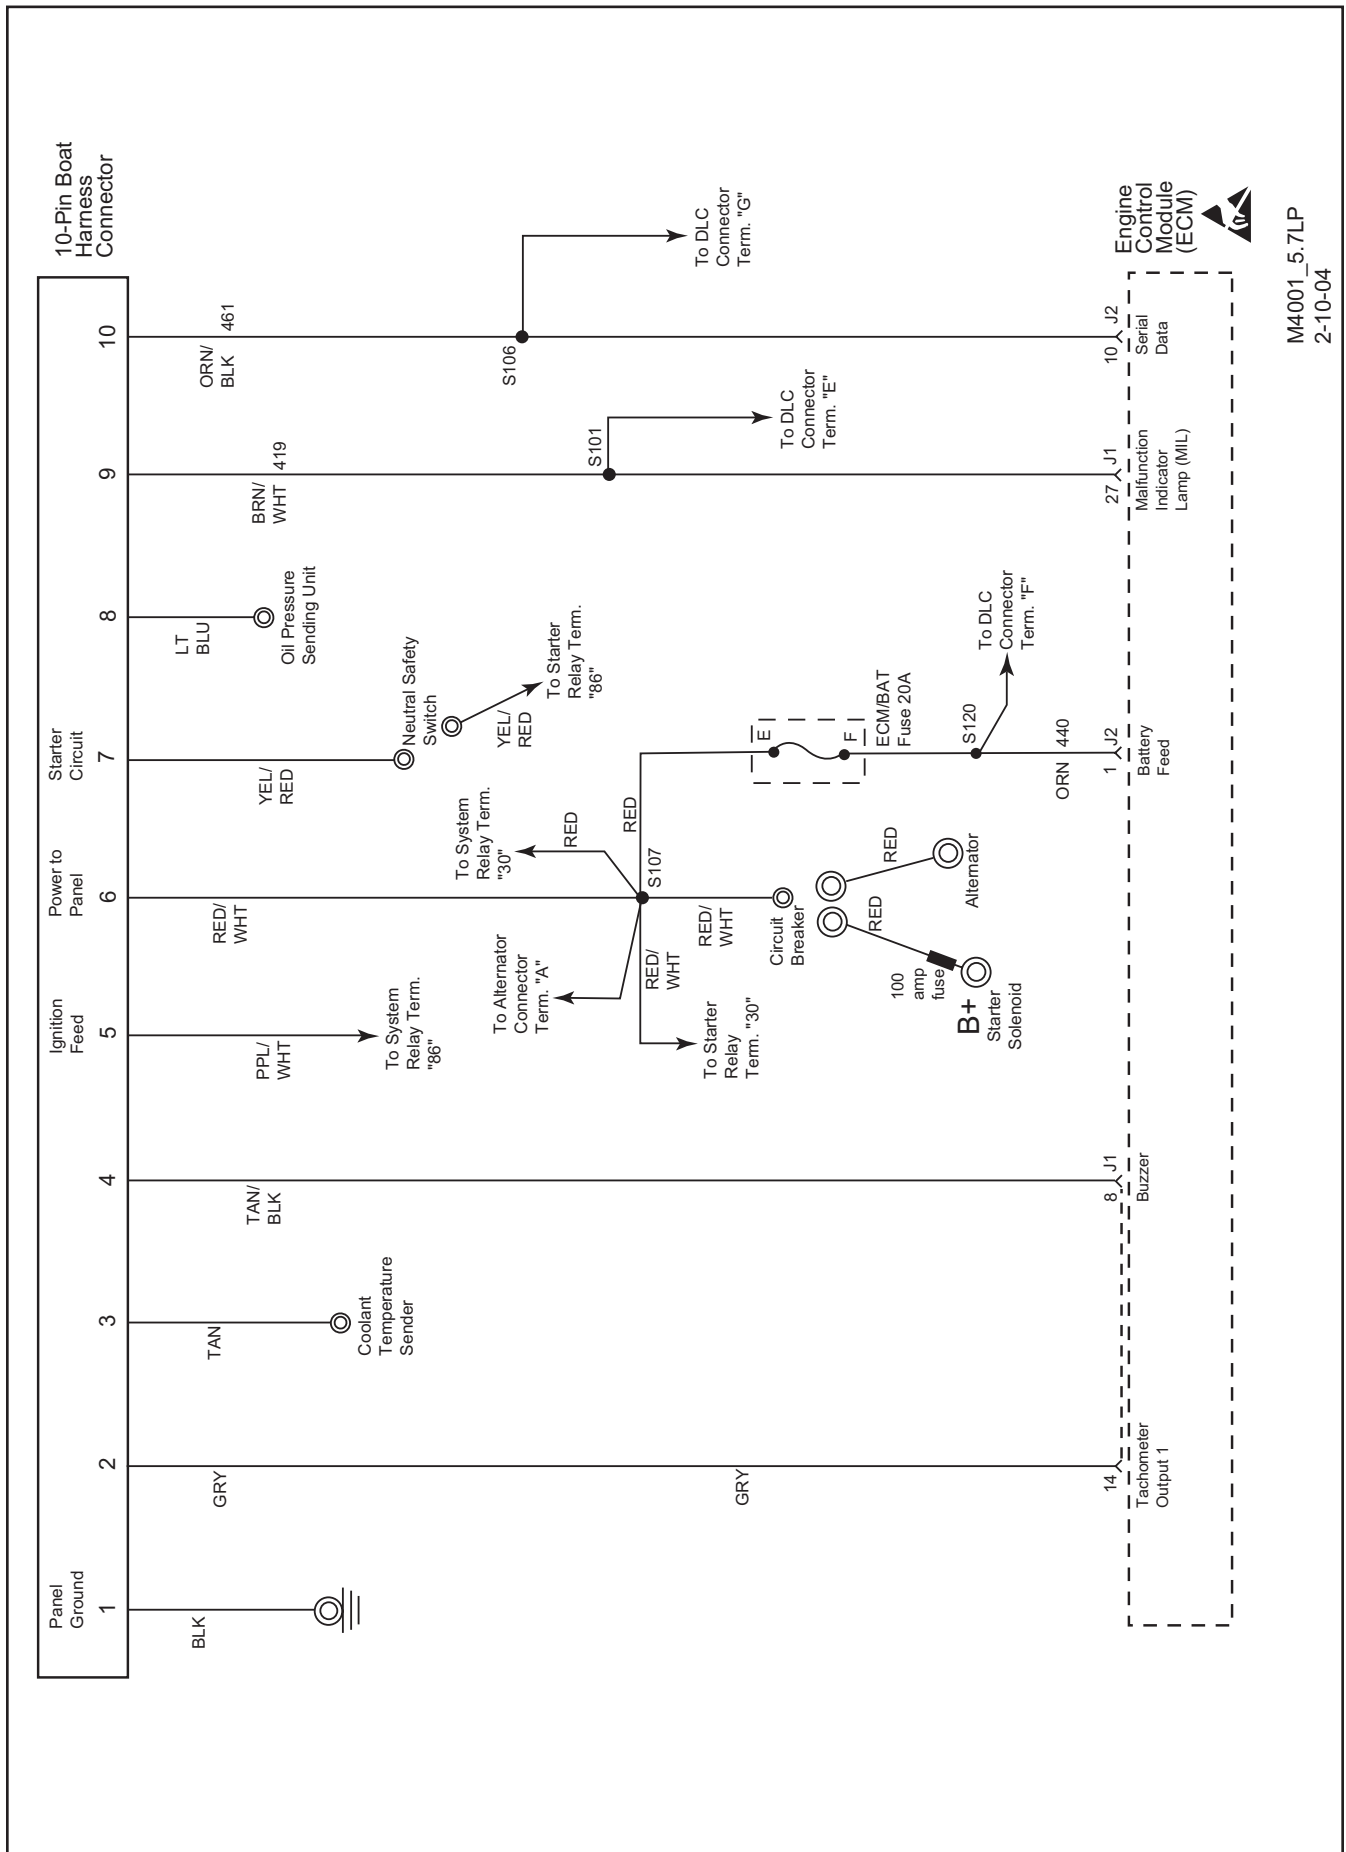 10-Pin Boat
Harness
Connector
Panel
Ground
1
BLK
2
GRY
GRY
14
Tachometer
Output 1
3
TAN
Coolant
Temperature
Sender
4
TAN/
BLK
8
J1
Buzzer
Ignition
Feed
5
PPL/
WHT
To System
Relay Term.
"86"
Power to
Panel
6
RED/
WHT
To System
Relay Term.
"30"
RED
To Alternator
Connector
Term. "A"
S107
RED
RED/
WHT
To Starter
Relay
Term. "30"
RED/
WHT
Circuit
Breaker
RED
RED
100
amp
fuse
B+
Starter
Solenoid
Alternator
Starter
Circuit
7
YEL/
RED
Neutral Safety
Switch
YEL/
RED
To Starter
Relay Term.
"86"
E
F
ECM/BAT
Fuse 20A
S120
To DLC
Connector
Term. "F"
ORN
440
1
J2
Battery
Feed
8
LT
BLU
Oil Pressure
Sending Unit
9
BRN/
WHT
419
S101
To DLC
Connector
Term. "E"
27
J1
Malfunction
Indicator
Lamp (MIL)
10
ORN/
BLK
461
S106
To DLC
Connector
Term. "G"
10
J2
Serial
Data
Engine
Control
Module
(ECM)
M4001_5.7LP
2-10-04